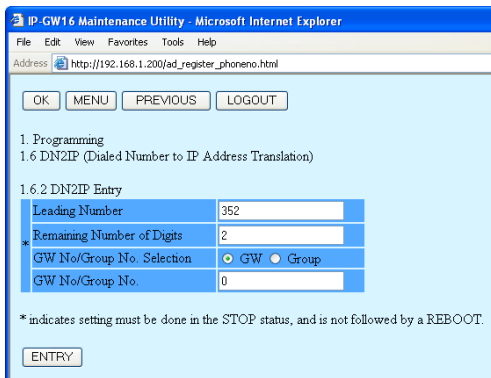 IP-GW16 Maintenance Utility - Microsoft Internet Explorer
File Edit View Favorites Tools Help
Address http://192.168.1.200/ad_register_phoneno.html
OK MENU PREVIOUS LOGOUT
1. Programming
1.6 DN2IP (Dialed Number to IP Address Translation)
1.6.2 DN2IP Entry
Leading Number 352
* Remaining Number of Digits 2
GW No/Group No. Selection GW Group
GW No/Group No. 0
* indicates setting must be done in the STOP status, and is not followed by a REBOOT.
ENTRY